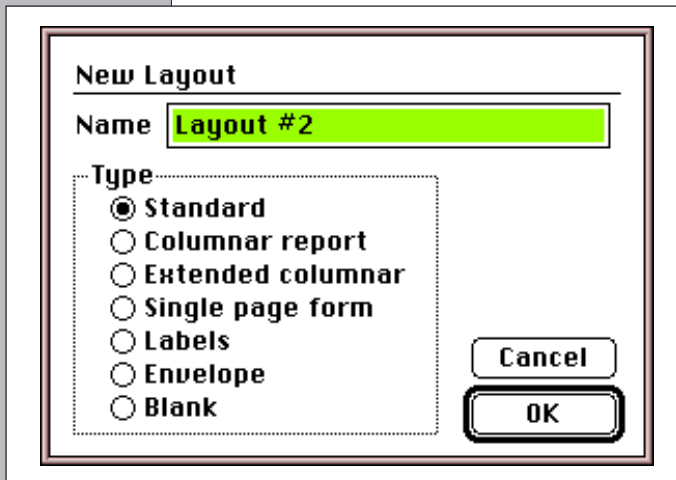 New Layout
Name Layout #2
Type
Standard
Columnar report
Extended columnar
Single page form
Labels
Envelope
Blank
Cancel
OK